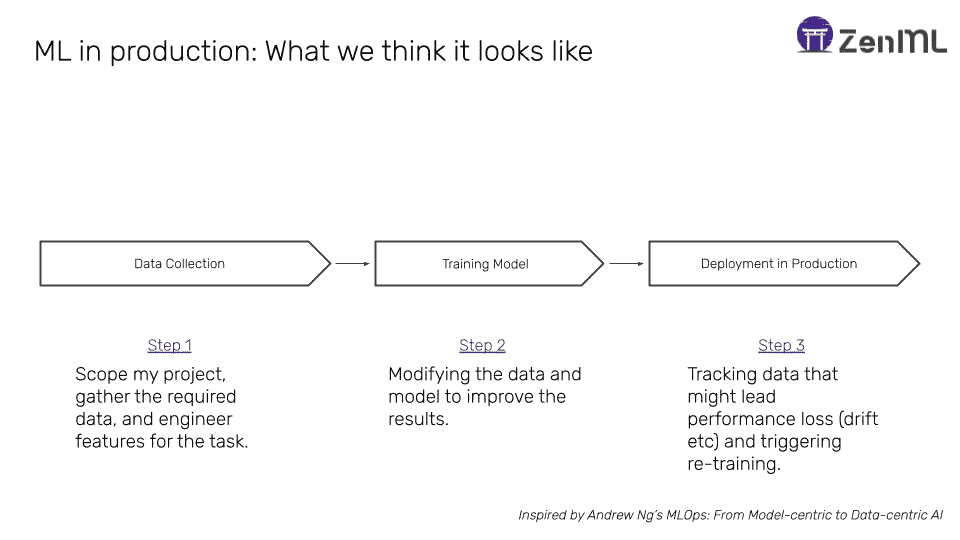 ML in production: What we think it looks like
ZenML
Data Collection
Training Model
Deployment in Production
Step 1
Scope my project,
gather the required
data, and engineer
features for the task.
Step 2
Modifying the data and
model to improve the
results.
Step 3
Tracking data that
might lead
performance loss (drift
etc) and triggering
re-training.
Inspired by Andrew Ng's MLOps: From Model-centric to Data-centric AI